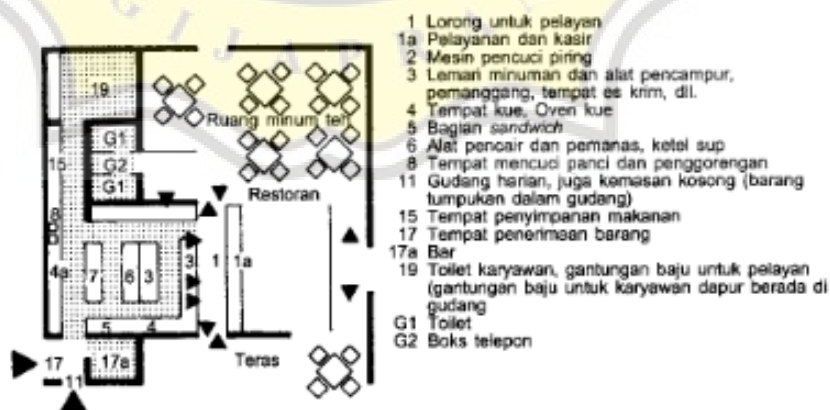 GIJAPR
1 Lorong untuk pelayan
1a Pelayanan dan kasir
2 Mesin pencuci piring
3 Lemari minuman dan alat pencampur,
pemanggang, tempat es krim, dll.
4 Tempat kue, Oven kue
5 Bagian sandwich
6 Alat pencair dan pemanas, ketel sup
8 Tempat mencuci panci dan penggorengan
11 Gudang harian, juga kemasan kosong (barang
tumpukan dalam gudang)
15 Tempat penyimpanan makanan
17 Tempat penerimaan barang
17a Bar
19 Toilet karyawan, gantungan baju untuk pelayan
(gantungan baju untuk karyawan dapur berada di
gudang
G1 Toilet
G2 Boks telepon
19
Ruang minum teh
G1
15
G2
G1
Restoran
8
4a
7
6
3
3
1
1a
5
4
Teras
17
17a
11